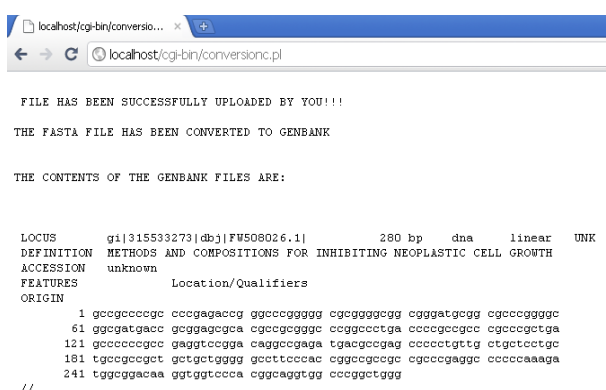 localhost/cgi-bin/conversio...
localhost/cgi-bin/conversionc.pl
FILE HAS BEEN SUCCESSFULLY UPLOADED BY YOU!!!
THE FASTA FILE HAS BEEN CONVERTED TO GENBANK
THE CONTENTS OF THE GENBANK FILES ARE:
LOCUS gi|315533273|dbj|FW508026.1| 280 bp dna linear UNK
DEFINITION METHODS AND COMPOSITIONS FOR INHIBITING NEOPLASTIC CELL GROWTH
ACCESSION unknown
FEATURES Location/Qualifiers
ORIGIN
1 gccgccccgc cccgagaccg ggcccggggg cgcggggcgg cgggatgcgg cgcccggggc
61 ggcgatgacc gcggagcgca ccgccgcggc ccggccctga ccccgccgcc cgcccgctga
121 gcccccccgc gaggtccgga caggccgaga tgacgccgag cccccctgttg ctgctcctgc
181 tgccgccgct gctgctgggg gccttcccac cggccgccgc cgcccgaggc cccccaaaga
241 tggcggacaa ggtggtccca cggcaggtgg cccggctggg
//